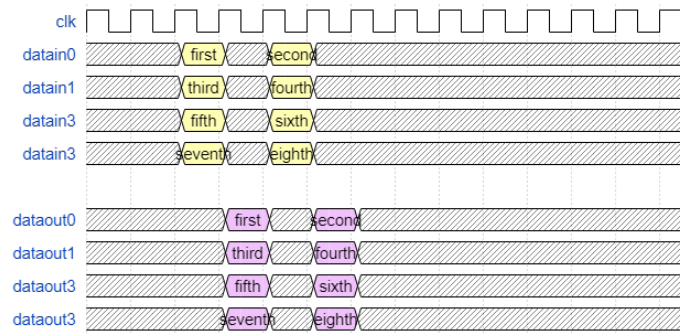 clk
datain0 first second
datain1 third fourth
datain3 fifth sixth
datain3 seventh eighth
dataout0 first second
dataout1 third fourth
dataout3 fifth sixth
dataout3 seventh eighth